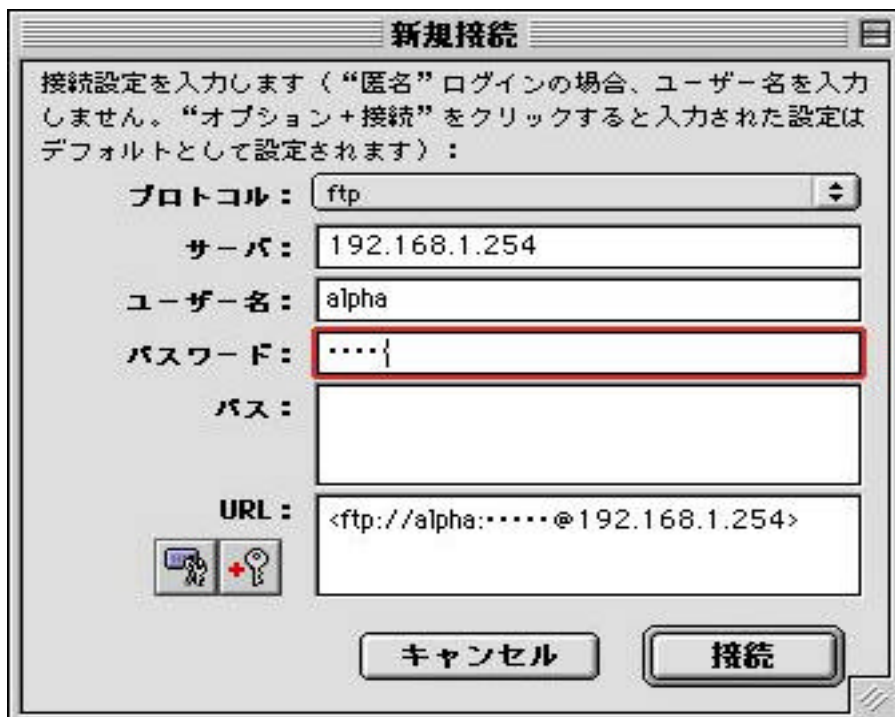 新規接続
接続設定を入力します（“匿名”ログインの場合、ユーザー名を入力
しません。“オプション+接続”をクリックすると入力された設定は
デフォルトとして設定されます）：
プロトコル： ftp
サーバ： 192.168.1.254
ユーザー名： alpha
パスワード： ••••{
パス：
URL： <ftp://alpha:•••••@192.168.1.254>
キャンセル 接続